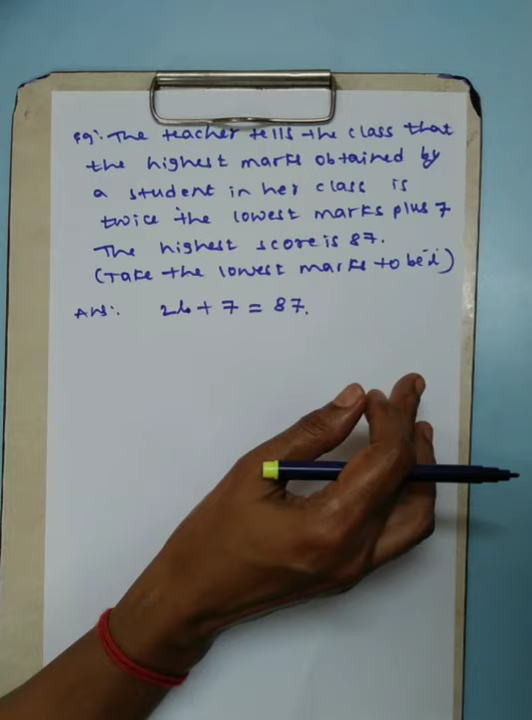 eg:. The teacher tells the class that
the highest marks obtained by
a student in her class is
twice the lowest marks plus 7
The highest score is 87.
(Take the lowest marks to be l)
Ans:. 2l + 7 = 87.